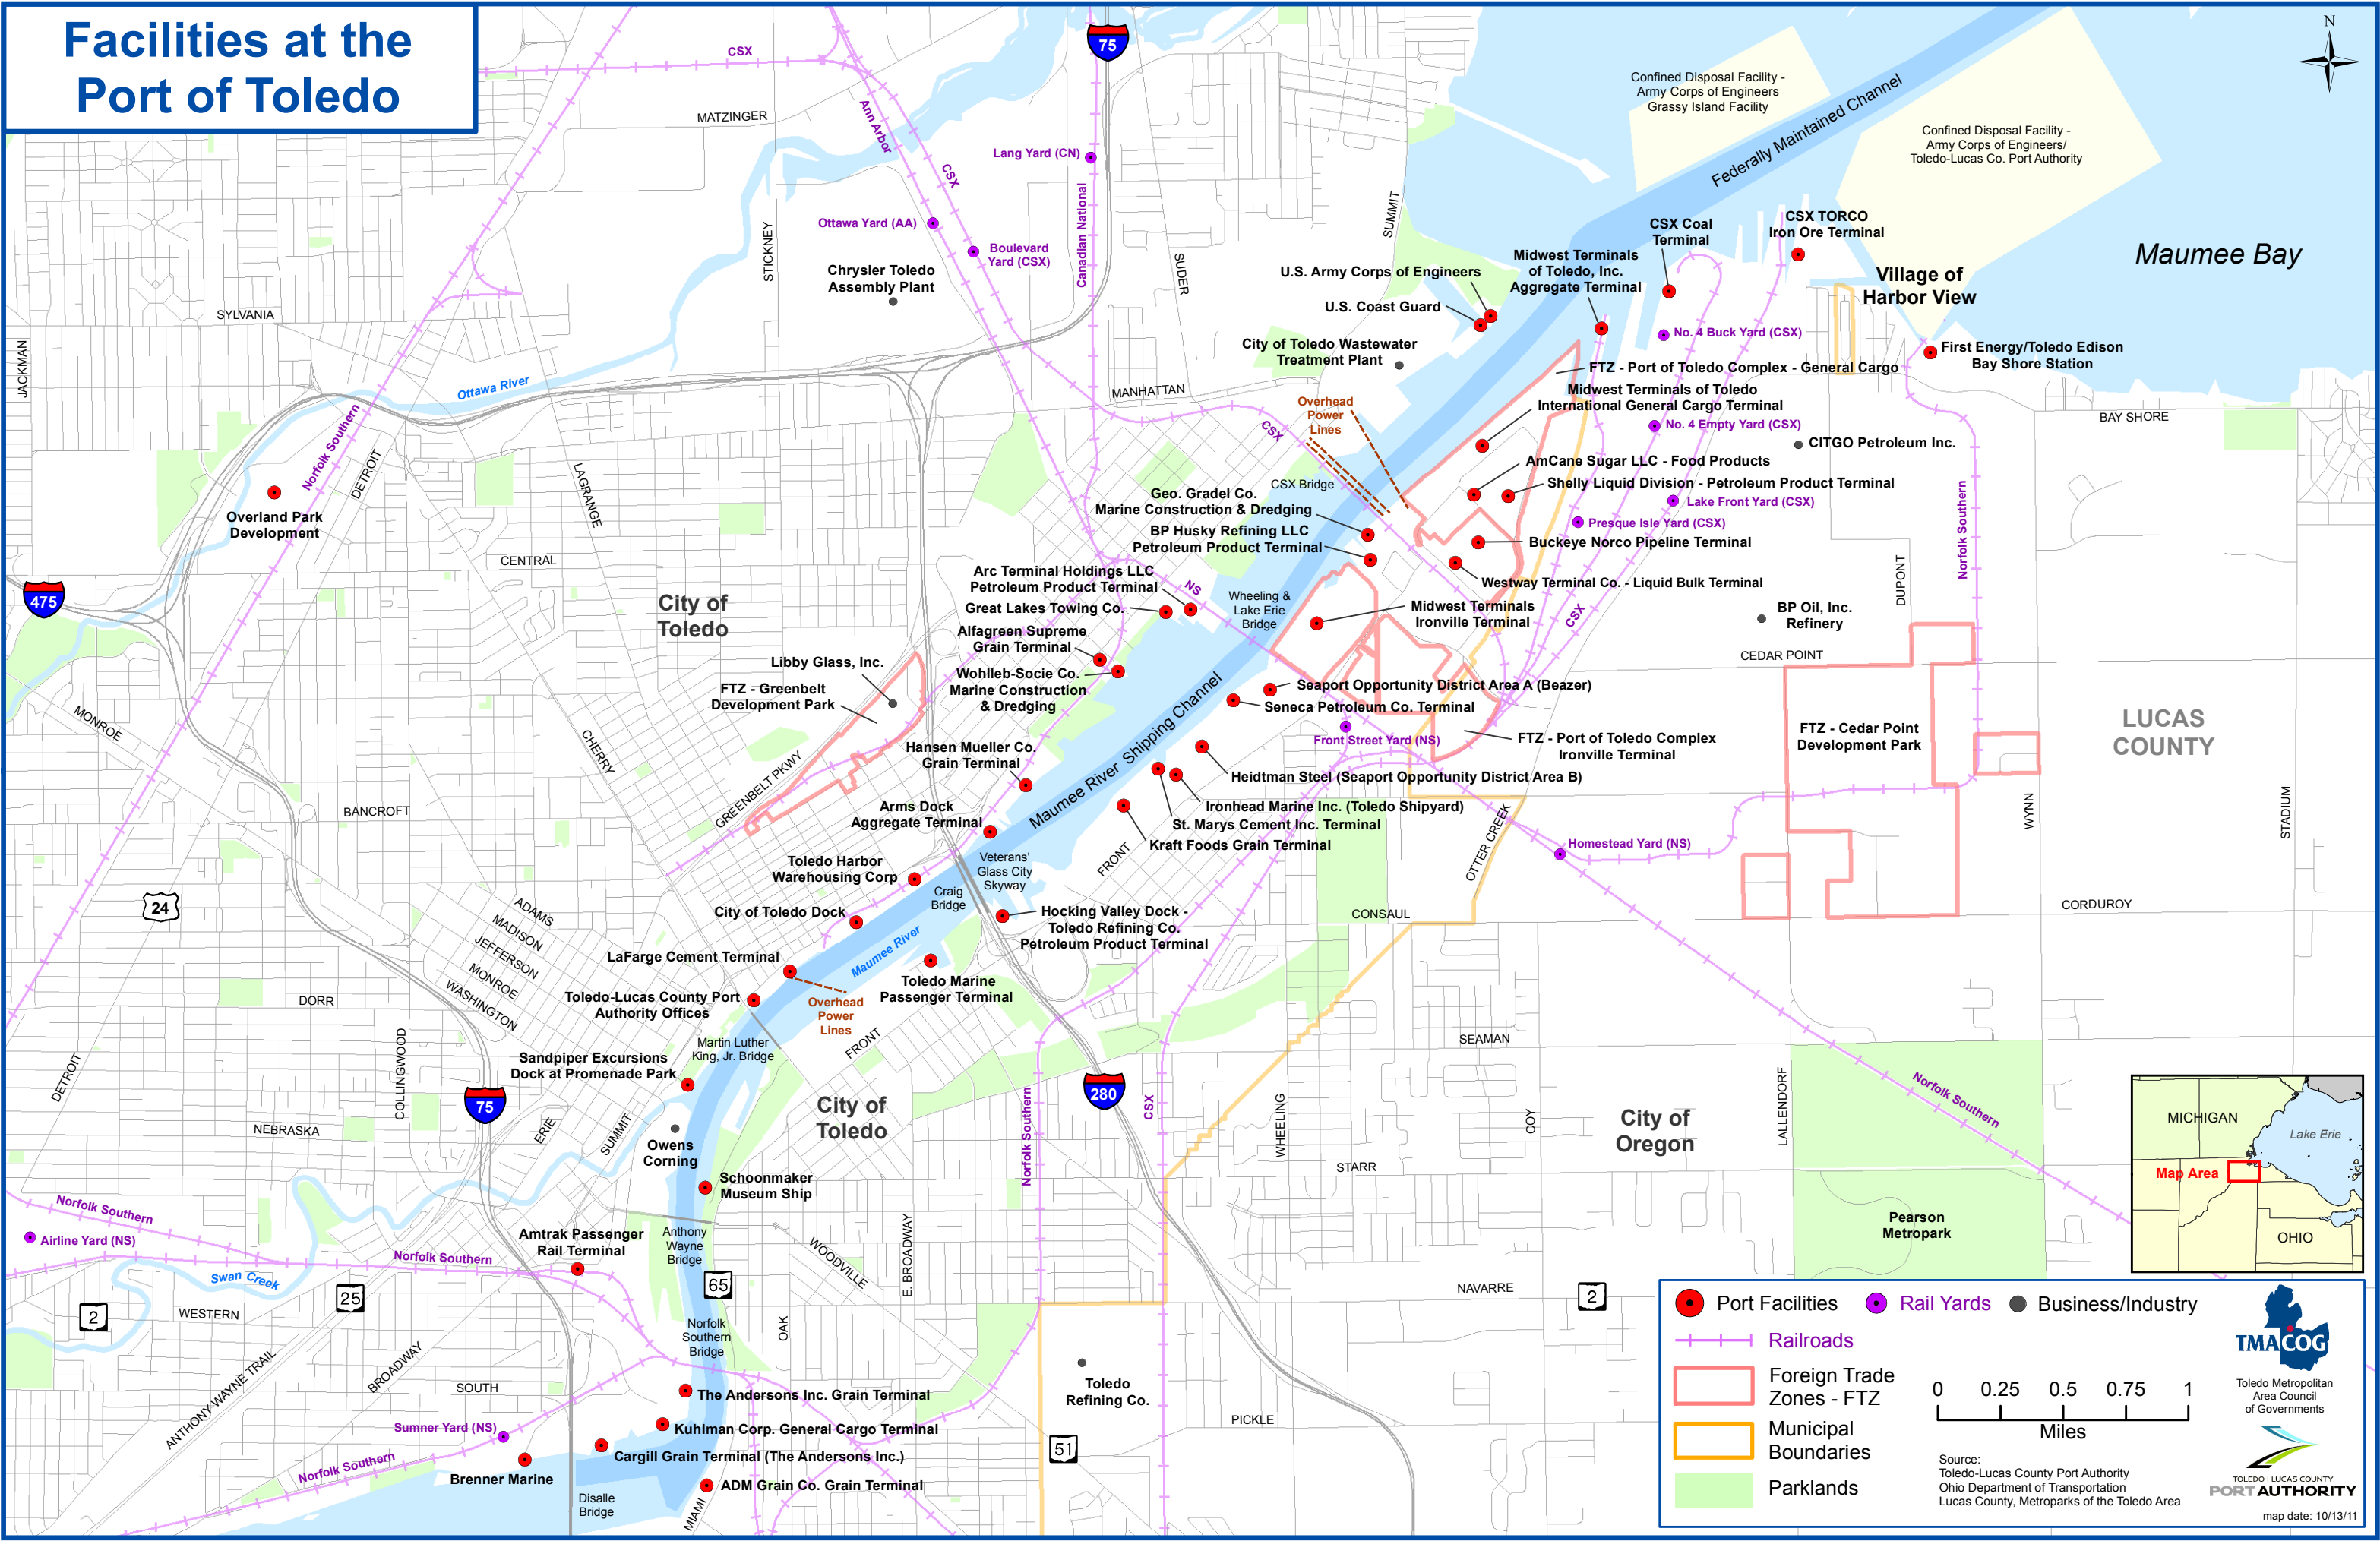 Facilities at the
Port of Toledo
N
75
CSX
MATZINGER
Ann Arbor
CSX
Lang Yard (CN)
Canadian National
Ottawa Yard (AA)
Boulevard
Yard (CSX)
STICKNEY
SUDER
SUMMIT
Chrysler Toledo
Assembly Plant
SYLVANIA
JACKMAN
Ottawa River
Norfolk Southern
DETROIT
LAGRANGE
MANHATTAN
Confined Disposal Facility -
Army Corps of Engineers
Grassy Island Facility
Federally Maintained Channel
Confined Disposal Facility -
Army Corps of Engineers/
Toledo-Lucas Co. Port Authority
Maumee Bay
CSX Coal
Terminal
CSX TORCO
Iron Ore Terminal
Midwest Terminals
of Toledo, Inc.
Aggregate Terminal
U.S. Army Corps of Engineers
U.S. Coast Guard
Village of
Harbor View
No. 4 Buck Yard (CSX)
First Energy/Toledo Edison
Bay Shore Station
City of Toledo Wastewater
Treatment Plant
FTZ - Port of Toledo Complex - General Cargo
Midwest Terminals of Toledo
International General Cargo Terminal
Overhead
Power
Lines
CSX
No. 4 Empty Yard (CSX)
BAY SHORE
CITGO Petroleum Inc.
AmCane Sugar LLC - Food Products
Shelly Liquid Division - Petroleum Product Terminal
CSX Bridge
Geo. Gradel Co.
Marine Construction & Dredging
Lake Front Yard (CSX)
Presque Isle Yard (CSX)
BP Husky Refining LLC
Petroleum Product Terminal
Buckeye Norco Pipeline Terminal
Norfolk Southern
Overland Park
Development
CENTRAL
475
City of
Toledo
Arc Terminal Holdings LLC
Petroleum Product Terminal
NS
Great Lakes Towing Co.
Wheeling &
Lake Erie
Bridge
Westway Terminal Co. - Liquid Bulk Terminal
DUPONT
Midwest Terminals
Ironville Terminal
CSX
BP Oil, Inc.
Refinery
Alfagreen Supreme
Grain Terminal
CEDAR POINT
Libby Glass, Inc.
Wohlleb-Socie Co.
Marine Construction
& Dredging
FTZ - Greenbelt
Development Park
Seaport Opportunity District Area A (Beazer)
Seneca Petroleum Co. Terminal
MONROE
CHERRY
Maumee River Shipping Channel
Front Street Yard (NS)
FTZ - Port of Toledo Complex
Ironville Terminal
FTZ - Cedar Point
Development Park
LUCAS
COUNTY
Hansen Mueller Co.
Grain Terminal
Heidtman Steel (Seaport Opportunity District Area B)
GREENBELT PKWY
BANCROFT
Arms Dock
Aggregate Terminal
Ironhead Marine Inc. (Toledo Shipyard)
St. Marys Cement Inc. Terminal
Kraft Foods Grain Terminal
FRONT
OTTER CREEK
Homestead Yard (NS)
WYNN
STADIUM
Toledo Harbor
Warehousing Corp
Veterans'
Glass City
Skyway
Craig
Bridge
24
ADAMS
MADISON
JEFFERSON
MONROE
WASHINGTON
City of Toledo Dock
Hocking Valley Dock -
Toledo Refining Co.
Petroleum Product Terminal
CONSAUL
CORDUROY
Maumee River
LaFarge Cement Terminal
Toledo Marine
Passenger Terminal
Overhead
Power
Lines
Toledo-Lucas County Port
Authority Offices
DORR
Martin Luther
King, Jr. Bridge
FRONT
SEAMAN
Sandpiper Excursions
Dock at Promenade Park
DETROIT
COLLINGWOOD
75
City of
Toledo
280
Norfolk Southern
CSX
WHEELING
COY
City of
Oregon
LALLENDORF
Norfolk Southern
NEBRASKA
ERIE
SUMMIT
Owens
Corning
STARR
Schoonmaker
Museum Ship
Pearson
Metropark
MICHIGAN
Lake Erie
Map Area
OHIO
Norfolk Southern
Airline Yard (NS)
Norfolk Southern
Amtrak Passenger
Rail Terminal
Anthony
Wayne
Bridge
WOODVILLE
E. BROADWAY
Swan Creek
2
WESTERN
25
65
NAVARRE
2
Norfolk
Southern
Bridge
OAK
ANTHONY WAYNE TRAIL
BROADWAY
SOUTH
The Andersons Inc. Grain Terminal
Toledo
Refining Co.
PICKLE
Sumner Yard (NS)
Kuhlman Corp. General Cargo Terminal
51
Norfolk Southern
Cargill Grain Terminal (The Andersons Inc.)
Brenner Marine
ADM Grain Co. Grain Terminal
Disalle
Bridge
MIAMI
Port Facilities
Rail Yards
Business/Industry
Railroads
Foreign Trade
Zones - FTZ
Municipal
Boundaries
Parklands
0 0.25 0.5 0.75 1
Miles
Source:
Toledo-Lucas County Port Authority
Ohio Department of Transportation
Lucas County, Metroparks of the Toledo Area
TMACOG
Toledo Metropolitan
Area Council
of Governments
TOLEDO | LUCAS COUNTY
PORTAUTHORITY
map date: 10/13/11